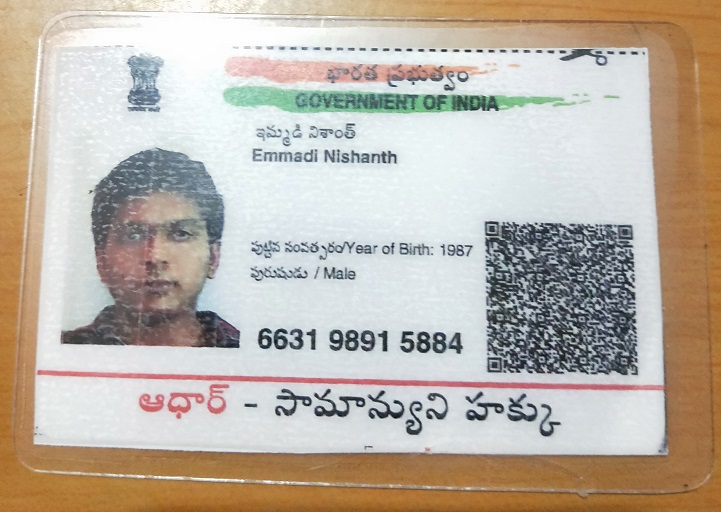 భారత ప్రభుత్వం
GOVERNMENT OF INDIA
ఇమ్మడి నిశాంత్
Emmadi Nishanth
పుట్టిన సంవత్సరం/Year of Birth: 1987
పురుషుడు / Male
6631 9891 5884
ఆధార్ - సామాన్యుని హక్కు